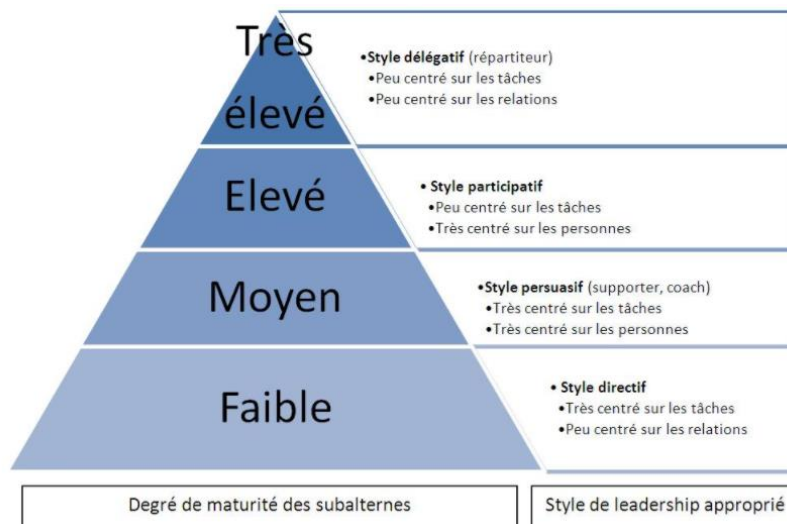 Très
élevé
•Style délégatif (répartiteur)
•Peu centré sur les tâches
•Peu centré sur les relations
Elevé
• Style participatif
•Peu centré sur les tâches
•Très centré sur les personnes
Moyen
•Style persuasif (supporter, coach)
•Très centré sur les tâches
•Très centré sur les personnes
Faible
• Style directif
•Très centré sur les tâches
•Peu centré sur les relations
Degré de maturité des subalternes
Style de leadership approprié